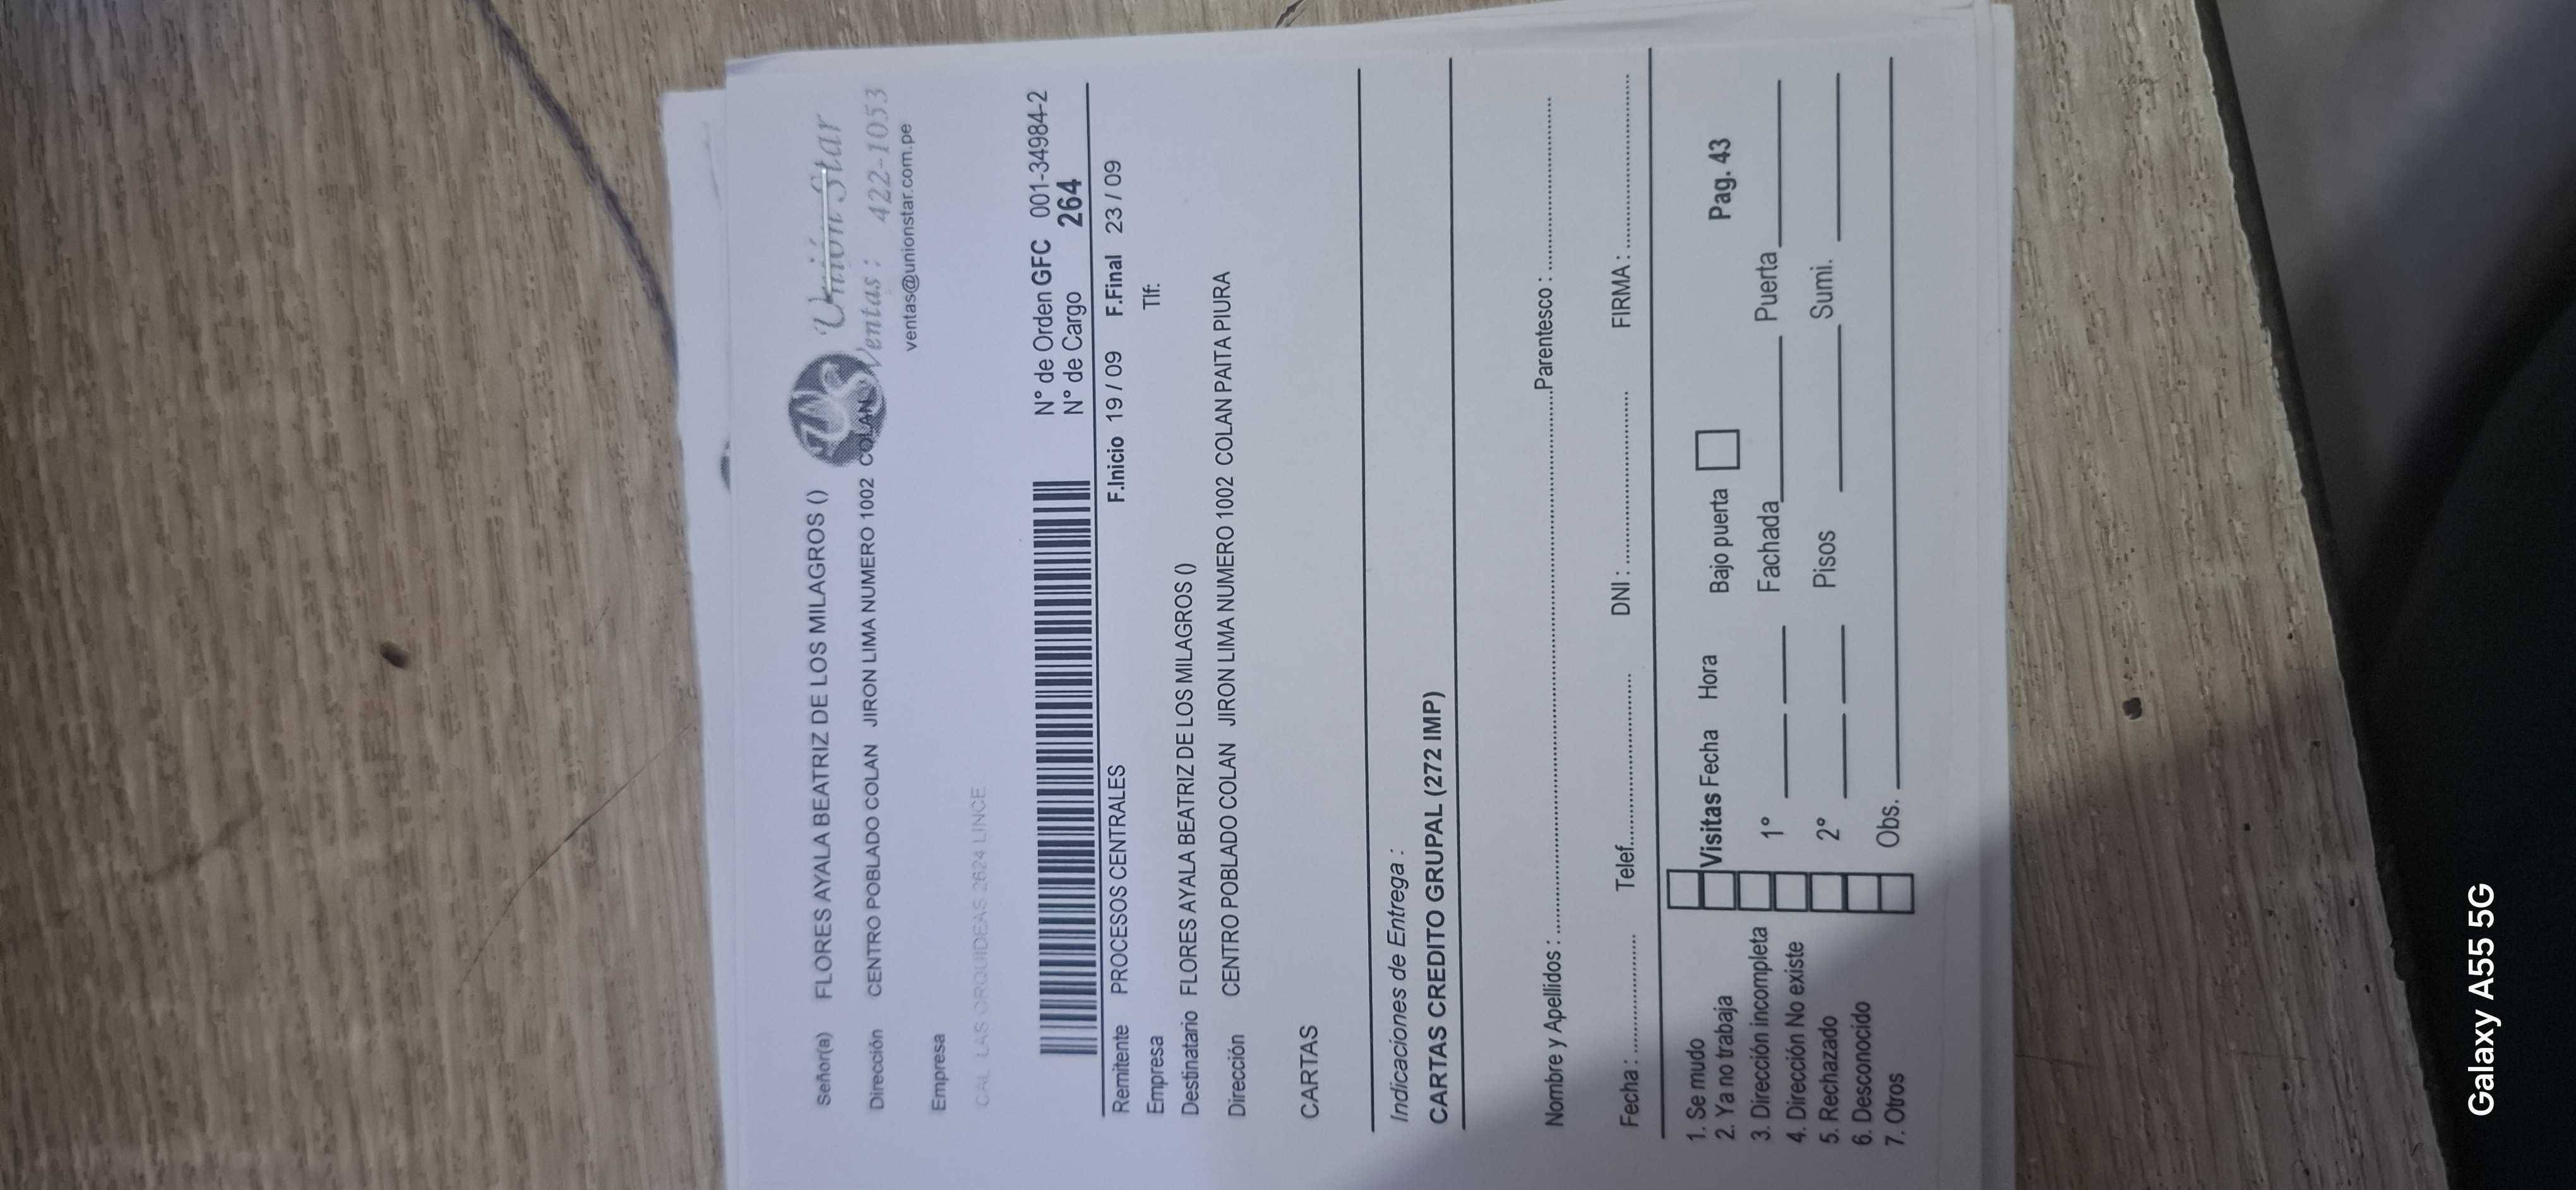 Señor(a) FLORES AYALA BEATRIZ DE LOS MILAGROS ()
Unión Star
Dirección CENTRO POBLADO COLAN JIRON LIMA NUMERO 1002 COLAN
Ventas : 422-1053
ventas@unionstar.com.pe
Empresa
CAL. LAS ORQUIDEAS 2624 LINCE
N° de Orden GFC 001-34984-2
N° de Cargo 264
Remitente PROCESOS CENTRALES F.Inicio 19 / 09 F.Final 23 / 09
Empresa Tlf:
Destinatario FLORES AYALA BEATRIZ DE LOS MILAGROS ()
Dirección CENTRO POBLADO COLAN JIRON LIMA NUMERO 1002 COLAN PAITA PIURA
CARTAS
Indicaciones de Entrega :
CARTAS CREDITO GRUPAL (272 IMP)
Nombre y Apellidos : Parentesco :
Fecha : Telef. DNI : FIRMA :
1. Se mudo
2. Ya no trabaja Visitas Fecha Hora Bajo puerta Pag. 43
3. Dirección incompleta 1° Fachada Puerta
4. Dirección No existe
5. Rechazado 2° Pisos Sumi.
6. Desconocido
7. Otros Obs.
Galaxy A55 5G